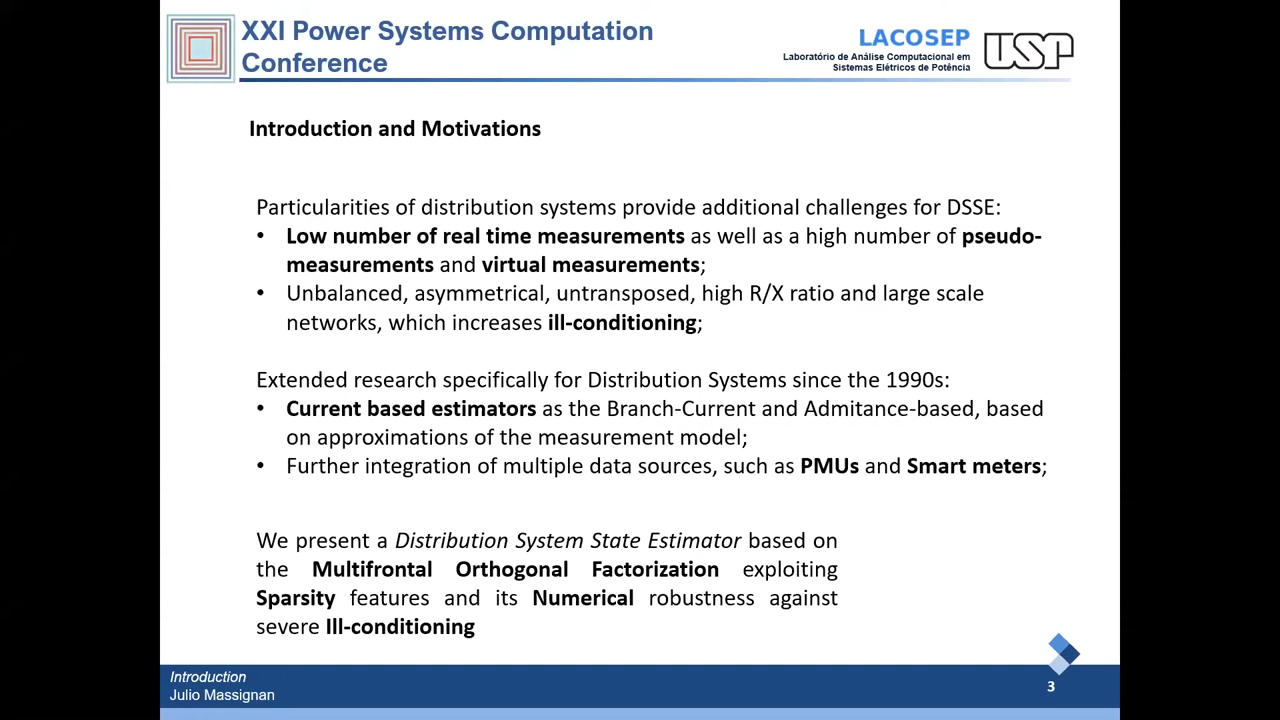 XXI Power Systems Computation
Conference
LACOSEP
Laboratório de Análise Computacional em
Sistemas Elétricos de Potência
USP
Introduction and Motivations
Particularities of distribution systems provide additional challenges for DSSE:
• Low number of real time measurements as well as a high number of pseudo-
measurements and virtual measurements;
• Unbalanced, asymmetrical, untransposed, high R/X ratio and large scale
networks, which increases ill-conditioning;
Extended research specifically for Distribution Systems since the 1990s:
• Current based estimators as the Branch-Current and Admitance-based, based
on approximations of the measurement model;
• Further integration of multiple data sources, such as PMUs and Smart meters;
We present a Distribution System State Estimator based on
the Multifrontal Orthogonal Factorization exploiting
Sparsity features and its Numerical robustness against
severe Ill-conditioning
Introduction
Julio Massignan
3